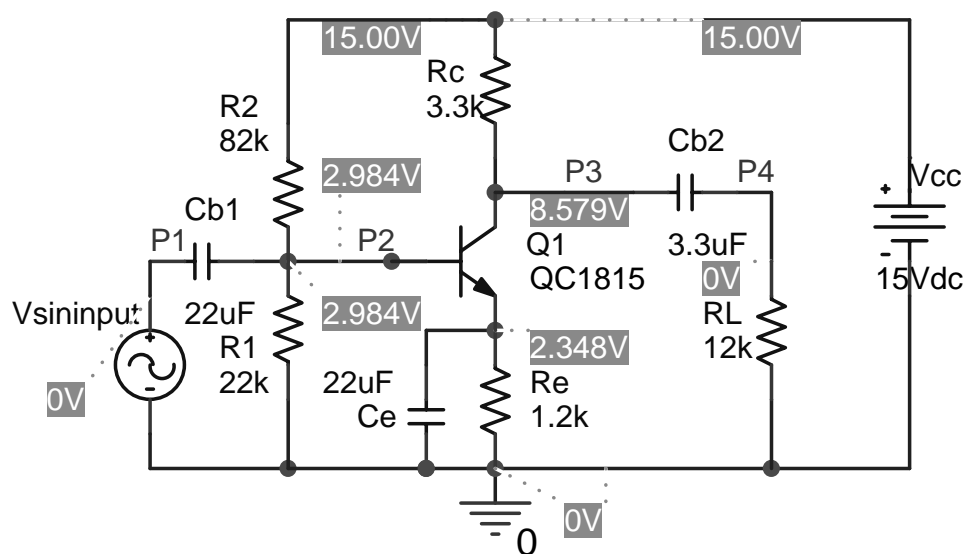 15.00V
15.00V
Rc
3.3k
R2
82k
Cb2
2.984V
P3
P4
Vcc
8.579V
Cb1
P1
P2
Q1
3.3uF
QC1815
0V
15Vdc
Vsininput
22uF
2.984V
RL
R1
2.348V
12k
22k
22uF
Re
0V
Ce
1.2k
0V
0